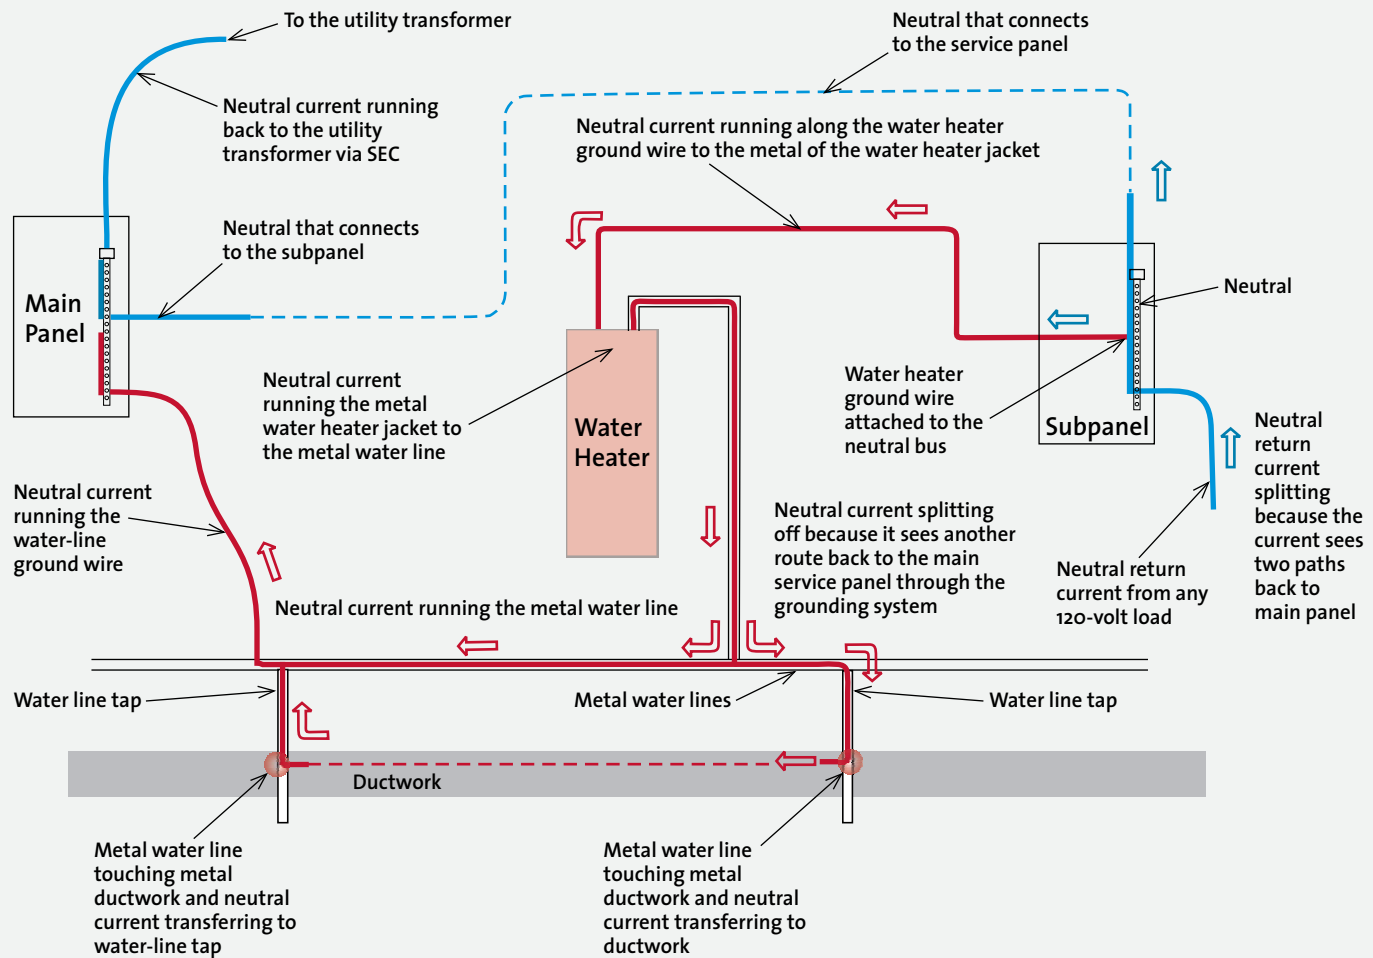 To the utility transformer
Neutral that connects
to the service panel
Neutral current running
back to the utility
transformer via SEC
Neutral current running along the water heater
ground wire to the metal of the water heater jacket
Neutral that connects
to the subpanel
Main
Panel
Neutral
Neutral current
running the metal
water heater jacket to
the metal water line
Water
Heater
Water heater
ground wire
attached to the
neutral bus
Subpanel
Neutral
return
current
splitting
because the
current sees
two paths
back to
main panel
Neutral current
running the
water-line
ground wire
Neutral current splitting
off because it sees another
route back to the main
service panel through the
grounding system
Neutral return
current from any
120-volt load
Neutral current running the metal water line
Water line tap
Metal water lines
Water line tap
Ductwork
Metal water line
touching metal
ductwork and neutral
current transferring to
water-line tap
Metal water line
touching metal
ductwork and neutral
current transferring to
ductwork